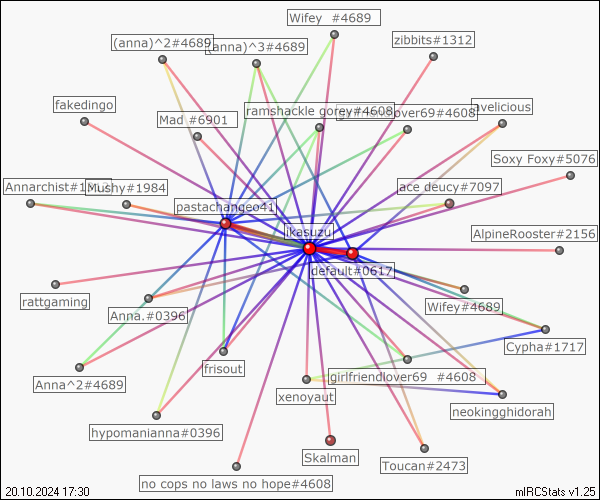 Wifey  #4689
(anna)^2#4689
(anna)^3#4689
zibbits#1312
fakedingo
Mad #6901
ramshackle gorey#4608
over69#4608
avelicious
Soxy Foxy#5076
Annarchist#1
Mushy#1984
ace deucy#7097
pastachangeo41
ikasuzu
AlpineRooster#2156
default#0617
rattgaming
Anna.#0396
Wifey#4689
Cypha#1717
frisout
Anna^2#4689
girlfriendlover69  #4608
xenoyaut
neokingghidorah
hypomanianna#0396
Skalman
Toucan#2473
no cops no laws no hope#4608
20.10.2024 17:30
mIRCStats v1.25